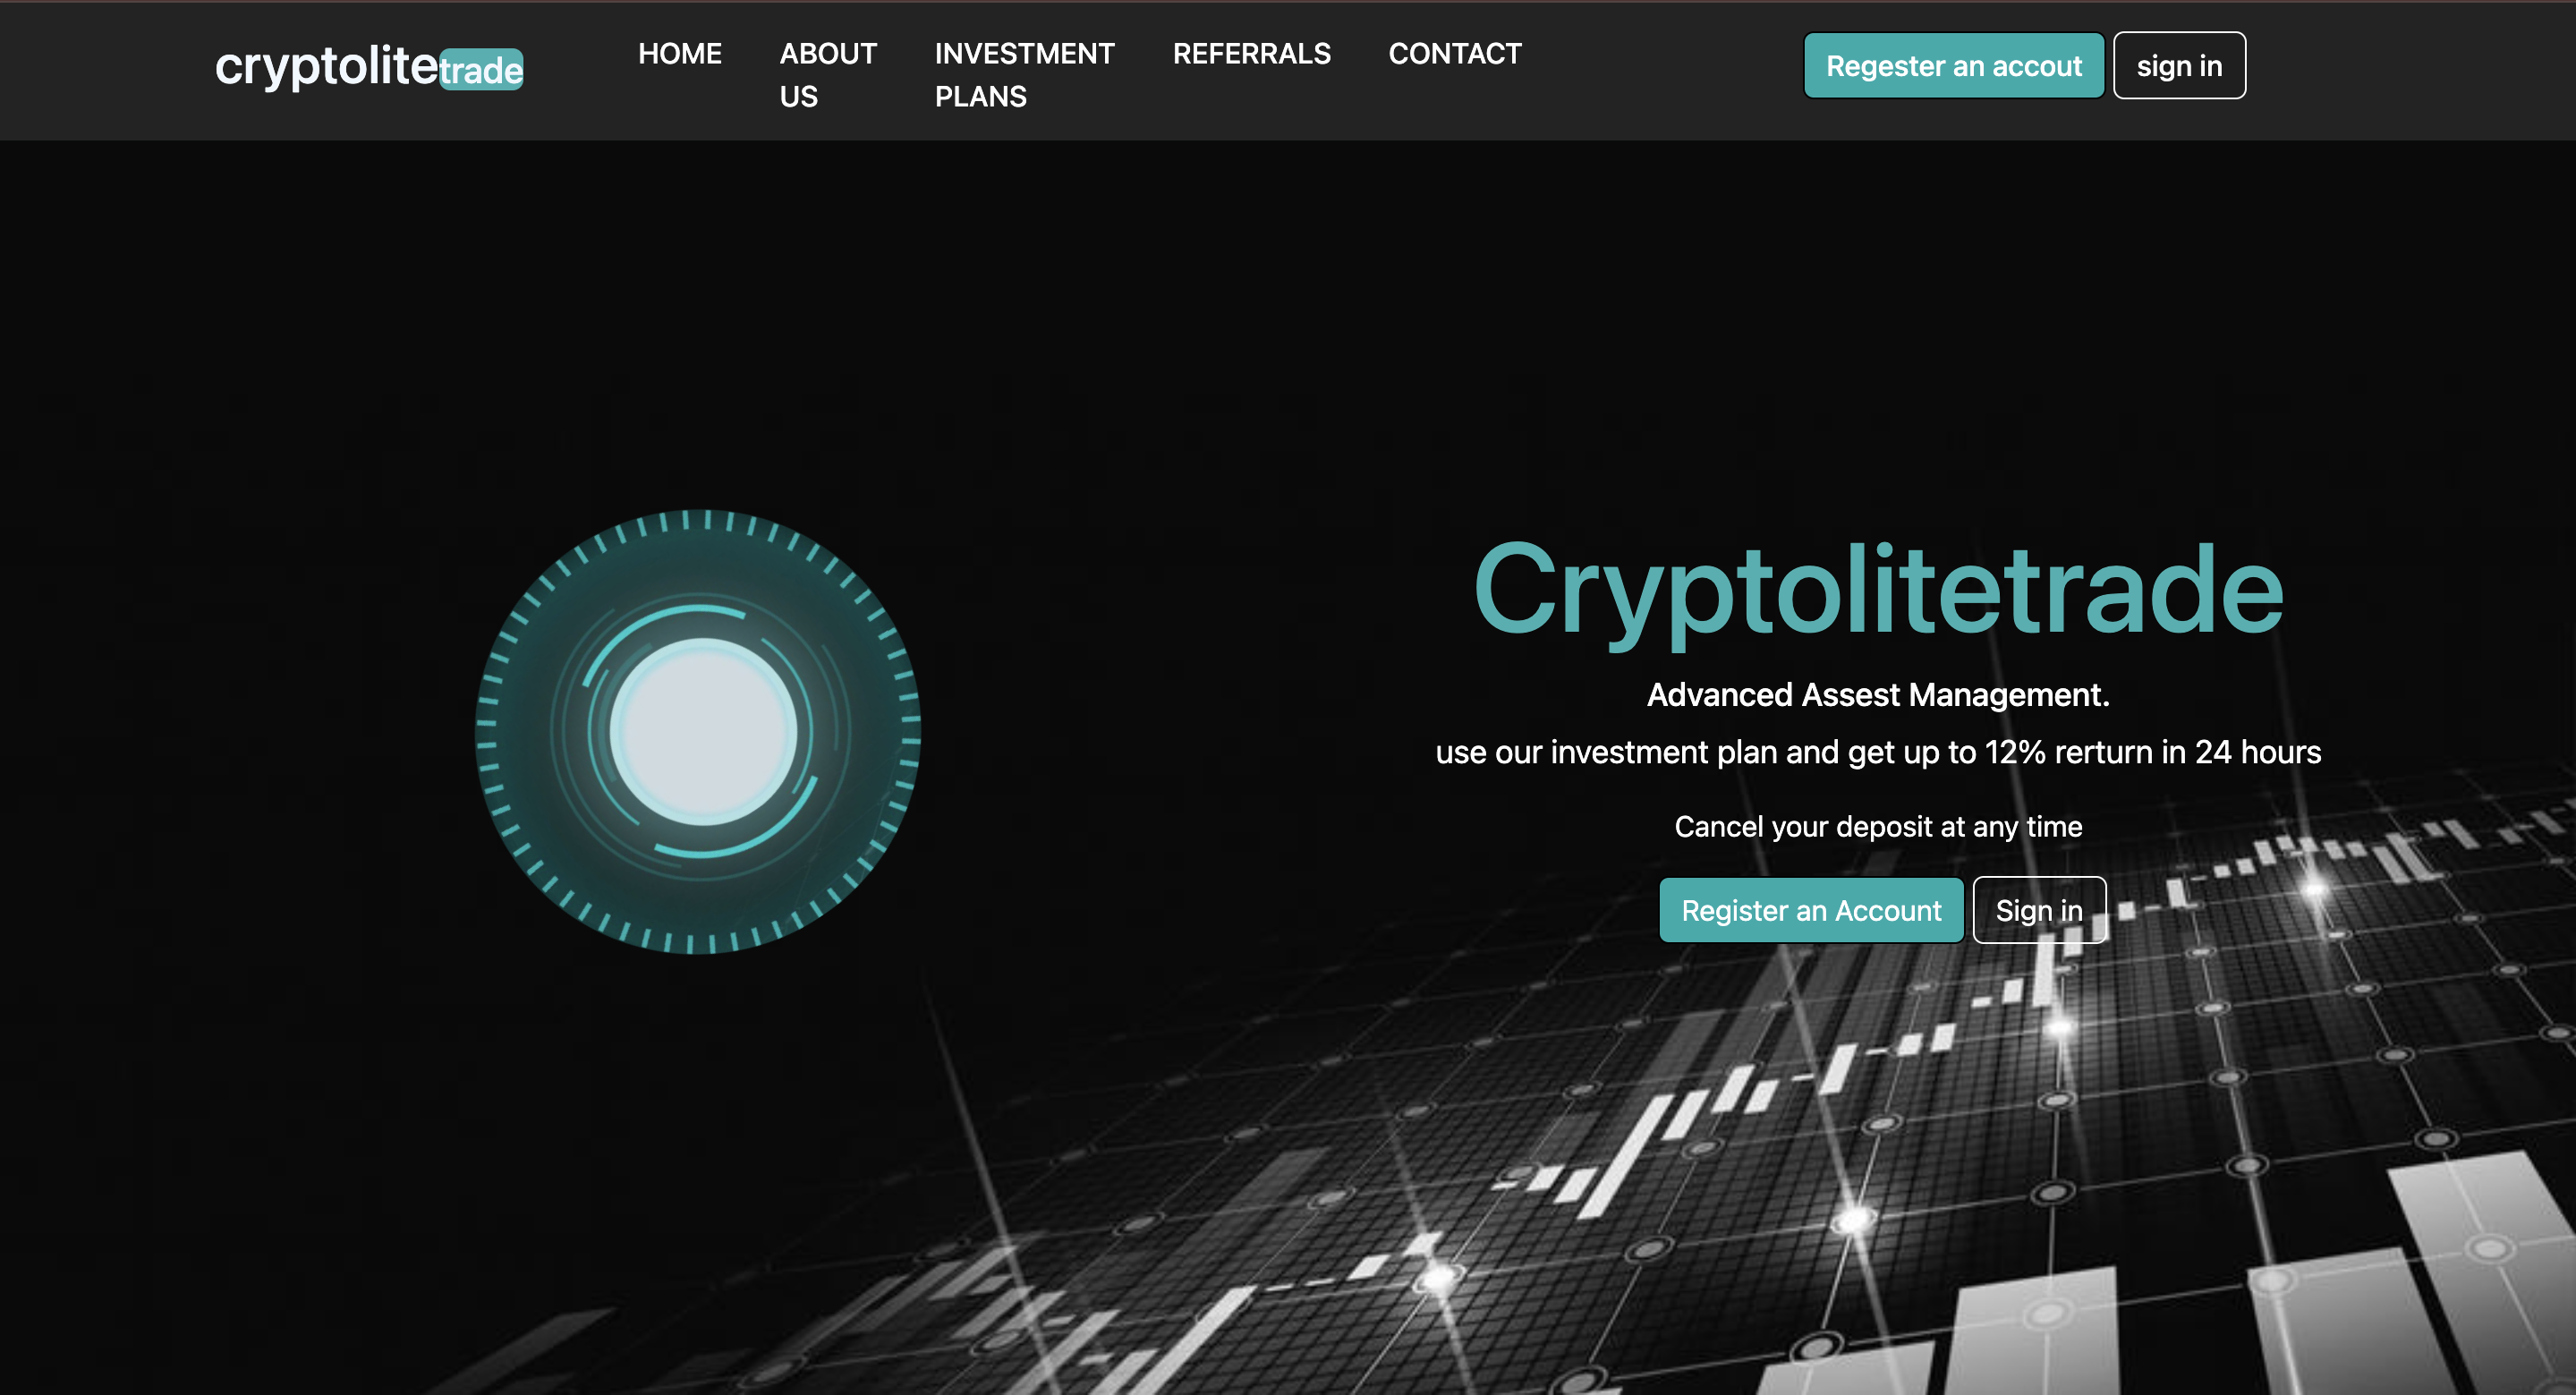 cryptolitetrade
HOME
ABOUT
US
INVESTMENT
PLANS
REFERRALS
CONTACT
Regester an accout
sign in
Cryptolitetrade
Advanced Assest Management.
use our investment plan and get up to 12% rerturn in 24 hours
Cancel your deposit at any time
Register an Account
Sign in